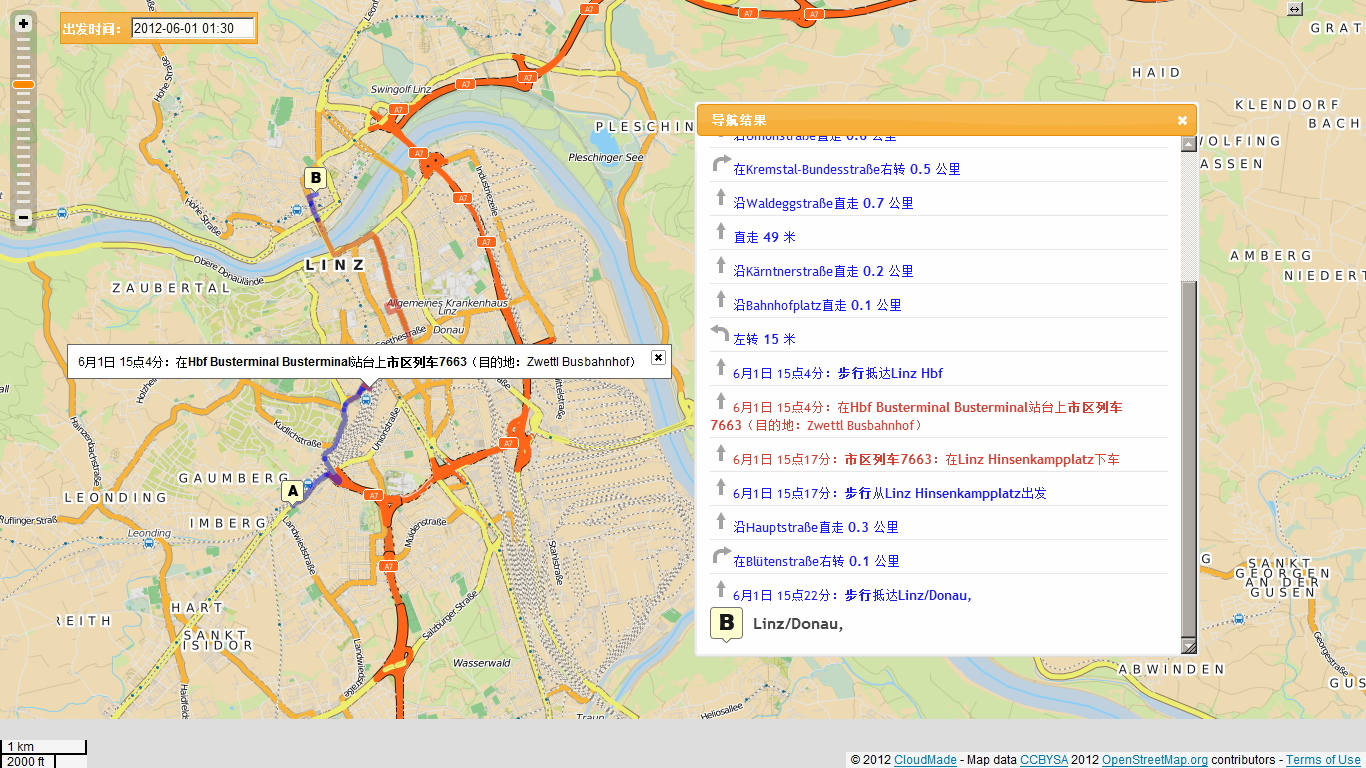 出发时间: 2012-06-01 01:30
Leonfeldner
Hohe Straße
Swingolf Linz
A7
A7
A7
A7
A7
A7
A7
A7
A7
A7
A7
A7
PLESCHIN
Pleschinger See
Industriezeile
HAID
GRAT
KLENDORF
BACH
WOLFING
ASSEN
AMBERG
NIEDERT
B
Hohe Straße
LINZ
Obere Donaulände
ZAUBERTAL
Allgemeines Krankenhaus
Linz
Donau
Goethestraße
6月1日 15点4分：在Hbf Busterminal Busterminal站台上市区列车7663（目的地：Zwettl Busbahnhof）
Hainzenbachstraße
Kudlichstraße
Unionstraße
GAUMBERG
A
LEONDING
Ruflinger Straß
IMBERG
Leonding
Landwiedstraße
Muldenstraße
Stanistraße
HART
REITH
SANKT
ISIDOR
Salzburger Straße
Landwiedstraße
Wasserwald
Haidfeldstraße
Traun
Heliosallee
导航结果
沿Unionstraße直走 0.6 公里
在Kremstal-Bundesstraße右转 0.5 公里
沿Waldeggstraße直走 0.7 公里
直走 49 米
沿Kärntnerstraße直走 0.2 公里
沿Bahnhofplatz直走 0.1 公里
左转 15 米
6月1日 15点4分：步行抵达Linz Hbf
6月1日 15点4分：在Hbf Busterminal Busterminal站台上市区列车
7663（目的地：Zwettl Busbahnhof）
6月1日 15点17分：市区列车7663：在Linz Hinsenkampplatz下车
6月1日 15点17分：步行从Linz Hinsenkampplatz出发
沿Hauptstraße直走 0.3 公里
在Blütenstraße右转 0.1 公里
6月1日 15点22分：步行抵达Linz/Donau,
B Linz/Donau,
SANKT
GEORGEN
AN DER
GUSEN
Georgestraße
ABWINDEN
GUS
1 km
2000 ft
© 2012 CloudMade - Map data CCBYSA 2012 OpenStreetMap.org contributors - Terms of Use